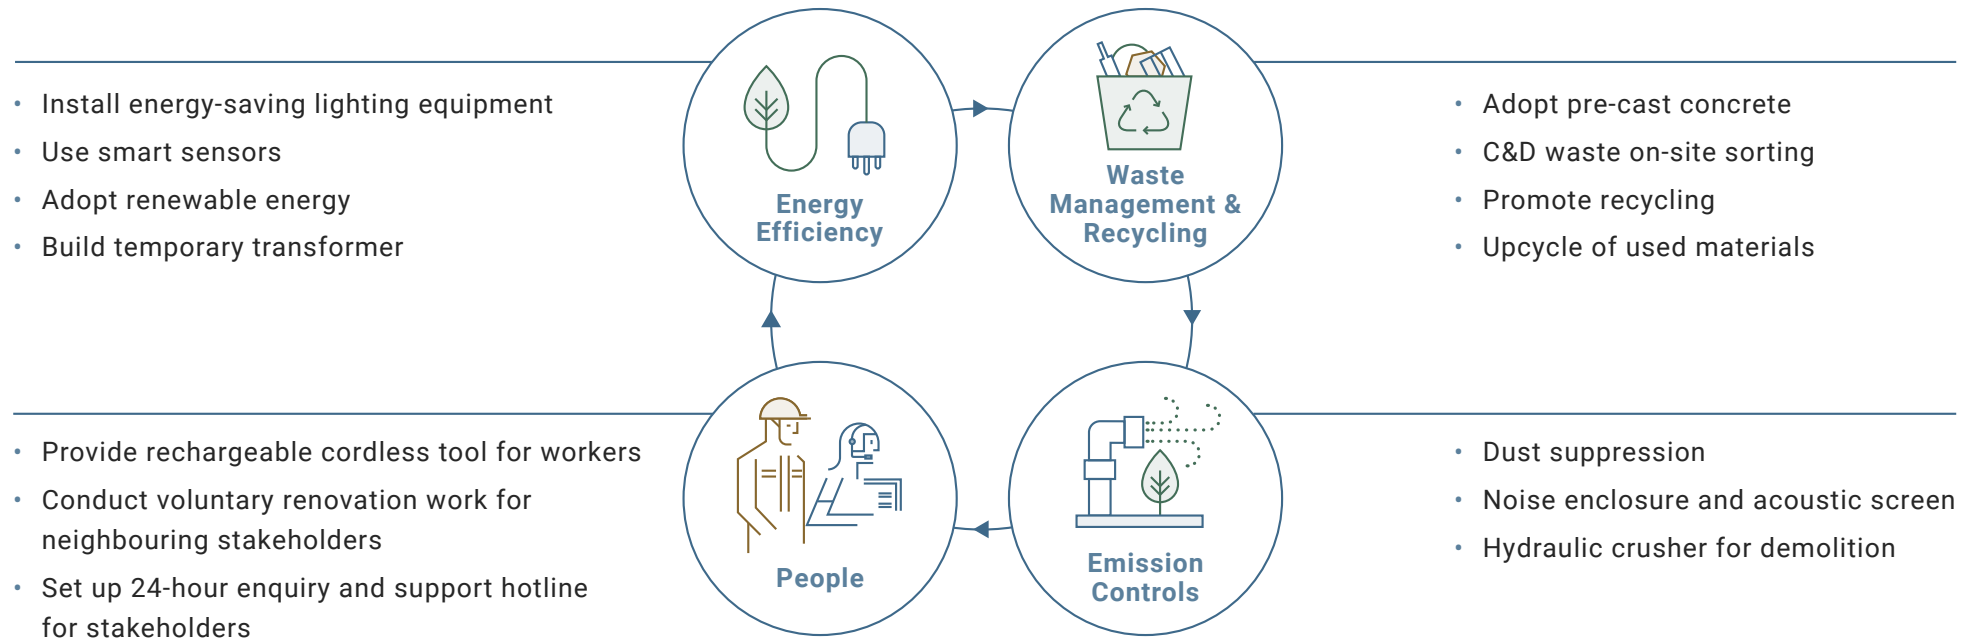 Install energy-saving lighting equipment
Use smart sensors
Adopt renewable energy
Build temporary transformer
Energy
Efficiency
Waste
Management &
Recycling
Adopt pre-cast concrete
C&D waste on-site sorting
Promote recycling
Upcycle of used materials
Provide rechargeable cordless tool for workers
Conduct voluntary renovation work for
neighbouring stakeholders
Set up 24-hour enquiry and support hotline
for stakeholders
People
Emission
Controls
Dust suppression
Noise enclosure and acoustic screen
Hydraulic crusher for demolition